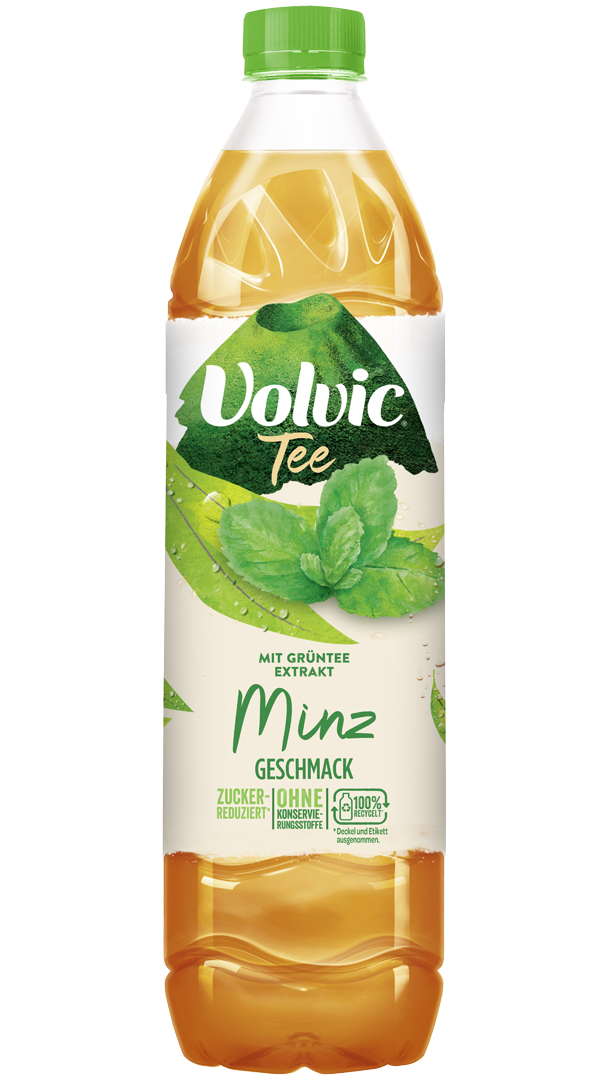 Volvic®
Tee
MIT GRÜNTEE
EXTRAKT
Minz
GESCHMACK
ZUCKER-
REDUZIERT*
OHNE
KONSERVIE-
RUNGSSTOFFE
100%
RECYCELT*
*Deckel und Etikett
ausgenommen.